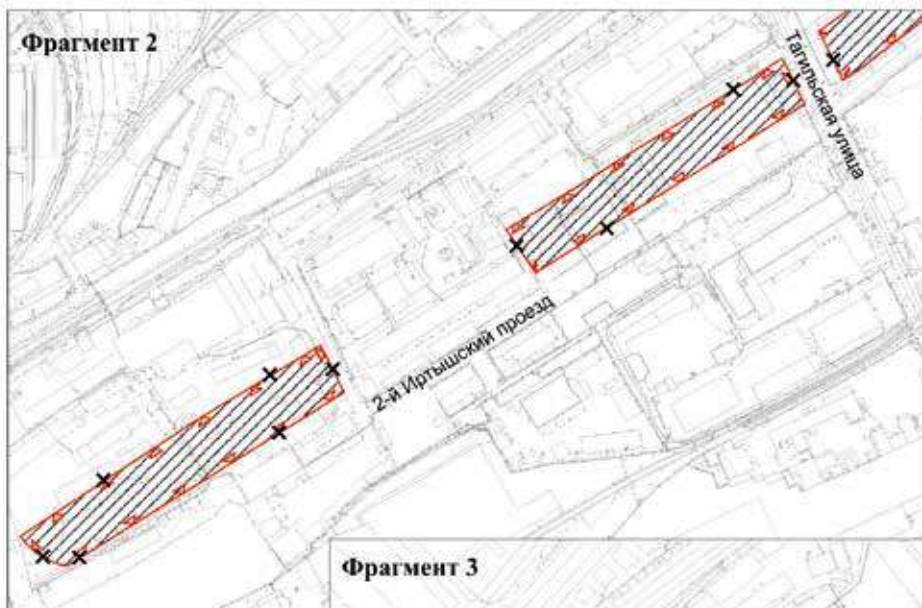 Фрагмент 2
Тагильская улица
2-й Иртышский проезд
Фрагмент 3